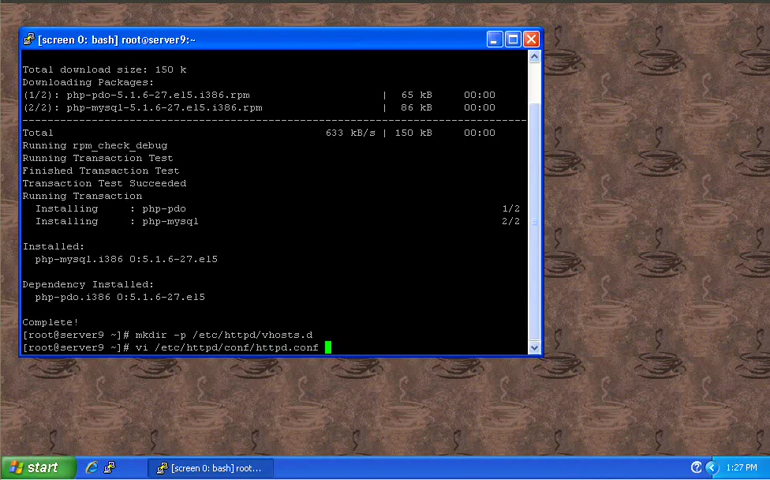 [screen 0: bash] root@server9:~
Total download size: 150 k
Downloading Packages:
(1/2): php-pdo-5.1.6-27.el5.i386.rpm | 65 kB 00:00
(2/2): php-mysql-5.1.6-27.el5.i386.rpm | 86 kB 00:00
--------------------------------------------------------------------------------
Total 633 kB/s | 150 kB 00:00
Running rpm_check_debug
Running Transaction Test
Finished Transaction Test
Transaction Test Succeeded
Running Transaction
Installing : php-pdo 1/2
Installing : php-mysql 2/2
Installed:
php-mysql.i386 0:5.1.6-27.el5
Dependency Installed:
php-pdo.i386 0:5.1.6-27.el5
Complete!
[root@server9 ~]# mkdir -p /etc/httpd/vhosts.d
[root@server9 ~]# vi /etc/httpd/conf/httpd.conf
start
[screen 0: bash] root...
1:27 PM